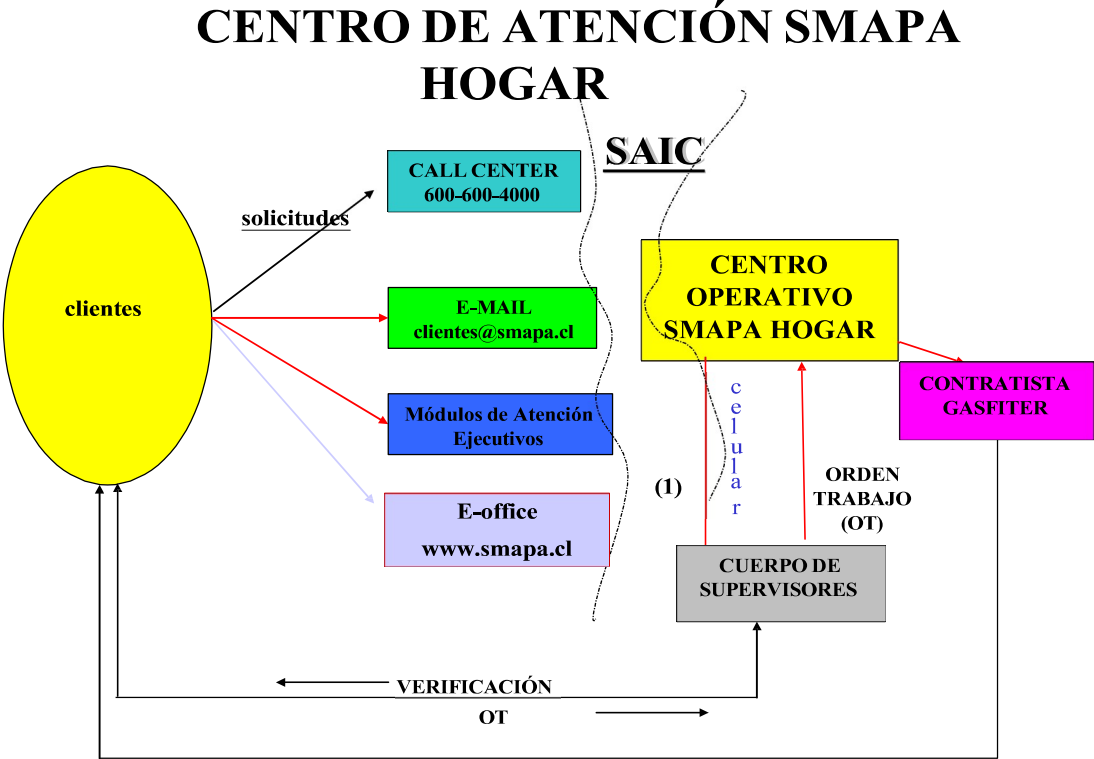 CENTRO DE ATENCIÓN SMAPA
HOGAR
SAIC
CALL CENTER
600-600-4000
solicitudes
clientes
E-MAIL
clientes@smapa.cl
Módulos de Atención
Ejecutivos
E-office
www.smapa.cl
CENTRO
OPERATIVO
SMAPA HOGAR
CONTRATISTA
GASFITER
celular
(1)
ORDEN
TRABAJO
(OT)
CUERPO DE
SUPERVISORES
VERIFICACIÓN
OT